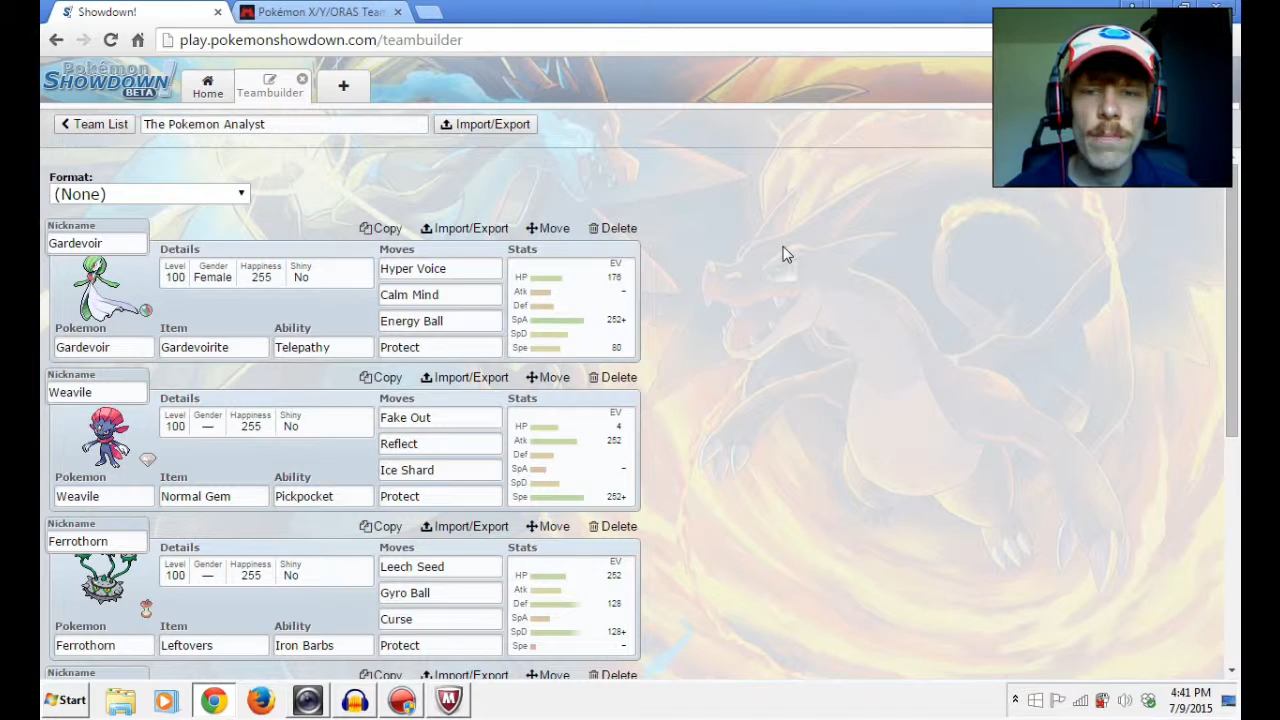 Showdown!
Pokémon X/Y/ORAS Team
play.pokemonshowdown.com/teambuilder
Pokémon
SHOWDOWN
BETA
Home
Teambuilder
Team List
The Pokemon Analyst
Import/Export
Format:
(None)
Nickname
Gardevoir
Copy Import/Export Move Delete
Details Moves Stats
Level Gender Happiness Shiny
100 Female 255 No
Hyper Voice
Calm Mind
Energy Ball
Protect
EV
HP 176
Atk –
Def
SpA 252+
SpD
Spe 80
Pokemon Item Ability
Gardevoir Gardevoirite Telepathy
Nickname
Weavile
Copy Import/Export Move Delete
Details Moves Stats
Level Gender Happiness Shiny
100 — 255 No
Fake Out
Reflect
Ice Shard
Protect
EV
HP 4
Atk 252
Def
SpA –
SpD
Spe 252+
Pokemon Item Ability
Weavile Normal Gem Pickpocket
Nickname
Ferrothorn
Copy Import/Export Move Delete
Details Moves Stats
Level Gender Happiness Shiny
100 — 255 No
Leech Seed
Gyro Ball
Curse
Protect
EV
HP 252
Atk
Def 128
SpA
SpD 128+
Spe –
Pokemon Item Ability
Ferrothorn Leftovers Iron Barbs
Nickname
Copy Import/Export Move Delete
Start
4:41 PM
7/9/2015